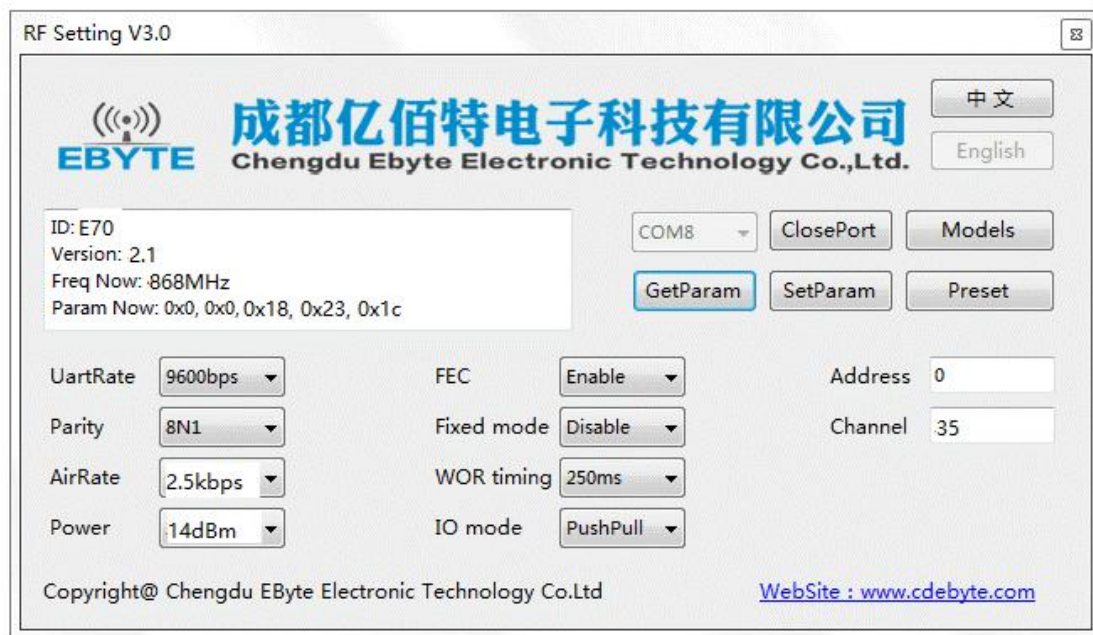 RF Setting V3.0
EBYTE
成都亿佰特电子科技有限公司
Chengdu Ebyte Electronic Technology Co.,Ltd.
中文
English
ID: E70
Version: 2.1
Freq Now: 868MHz
Param Now: 0x0, 0x0, 0x18, 0x23, 0x1c
COM8 ClosePort Models
GetParam SetParam Preset
UartRate 9600bps FEC Enable Address 0
Parity 8N1 Fixed mode Disable Channel 35
AirRate 2.5kbps WOR timing 250ms
Power 14dBm IO mode PushPull
Copyright@ Chengdu EByte Electronic Technology Co.Ltd WebSite : www.cdebyte.com